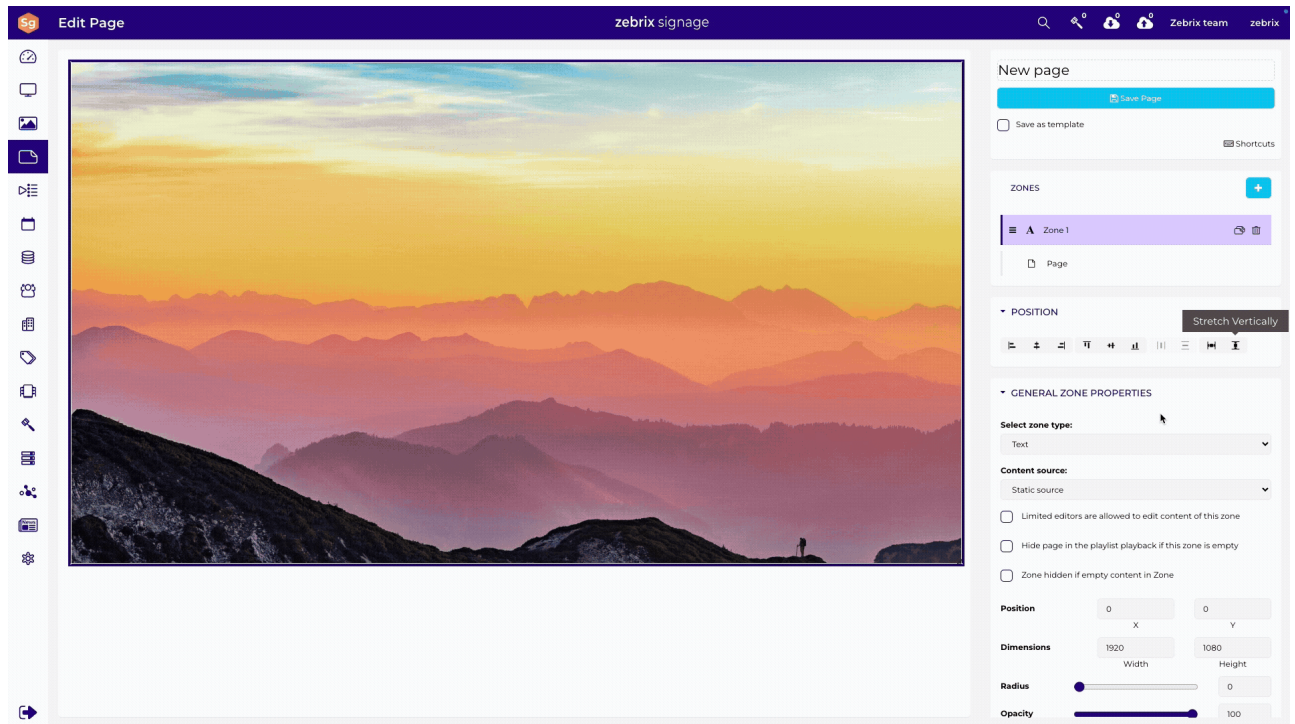 Sg Edit Page zebrix signage 0 0 0 Zebrix team zebrix
New page
Save Page
Save as template
Shortcuts
ZONES +
A Zone 1
Page
POSITION
Stretch Vertically
GENERAL ZONE PROPERTIES
Select zone type:
Text
Content source:
Static source
Limited editors are allowed to edit content of this zone
Hide page in the playlist playback if this zone is empty
Zone hidden if empty content in Zone
Position 0 0
X Y
Dimensions 1920 1080
Width Height
Radius 0
Opacity 100